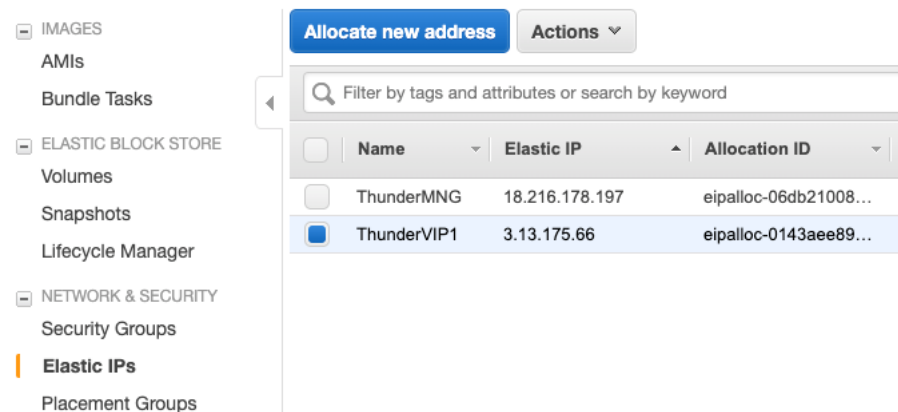 IMAGES
AMIs
Bundle Tasks
ELASTIC BLOCK STORE
Volumes
Snapshots
Lifecycle Manager
NETWORK & SECURITY
Security Groups
Elastic IPs
Placement Groups
Allocate new address Actions
Filter by tags and attributes or search by keyword
Name Elastic IP Allocation ID
ThunderMNG 18.216.178.197 eipalloc-06db21008...
ThunderVIP1 3.13.175.66 eipalloc-0143aee89...